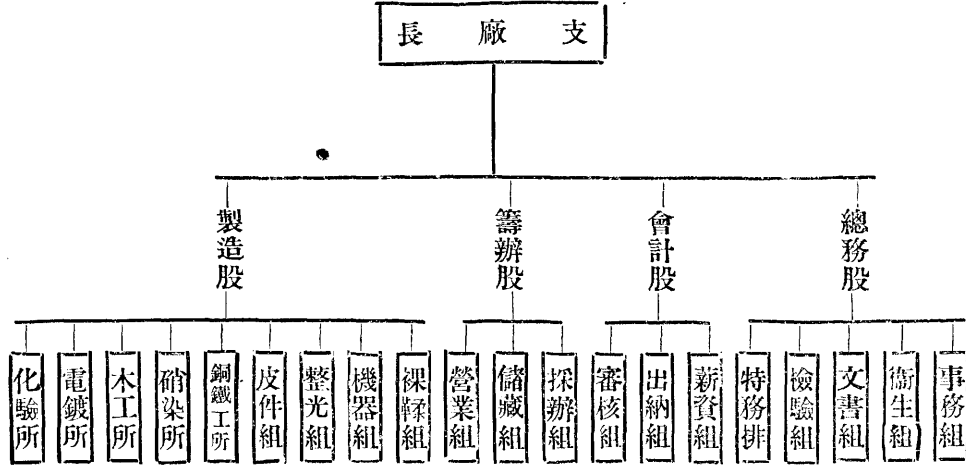 支廠長
總務股
會計股
籌辦股
製造股
事務組
衞生組
文書組
檢驗組
特務排
薪資組
出納組
審核組
採辦組
儲藏組
營業組
裸鞣組
機器組
整光組
皮件組
銅鐵工所
硝染所
木工所
電鍍所
化驗所